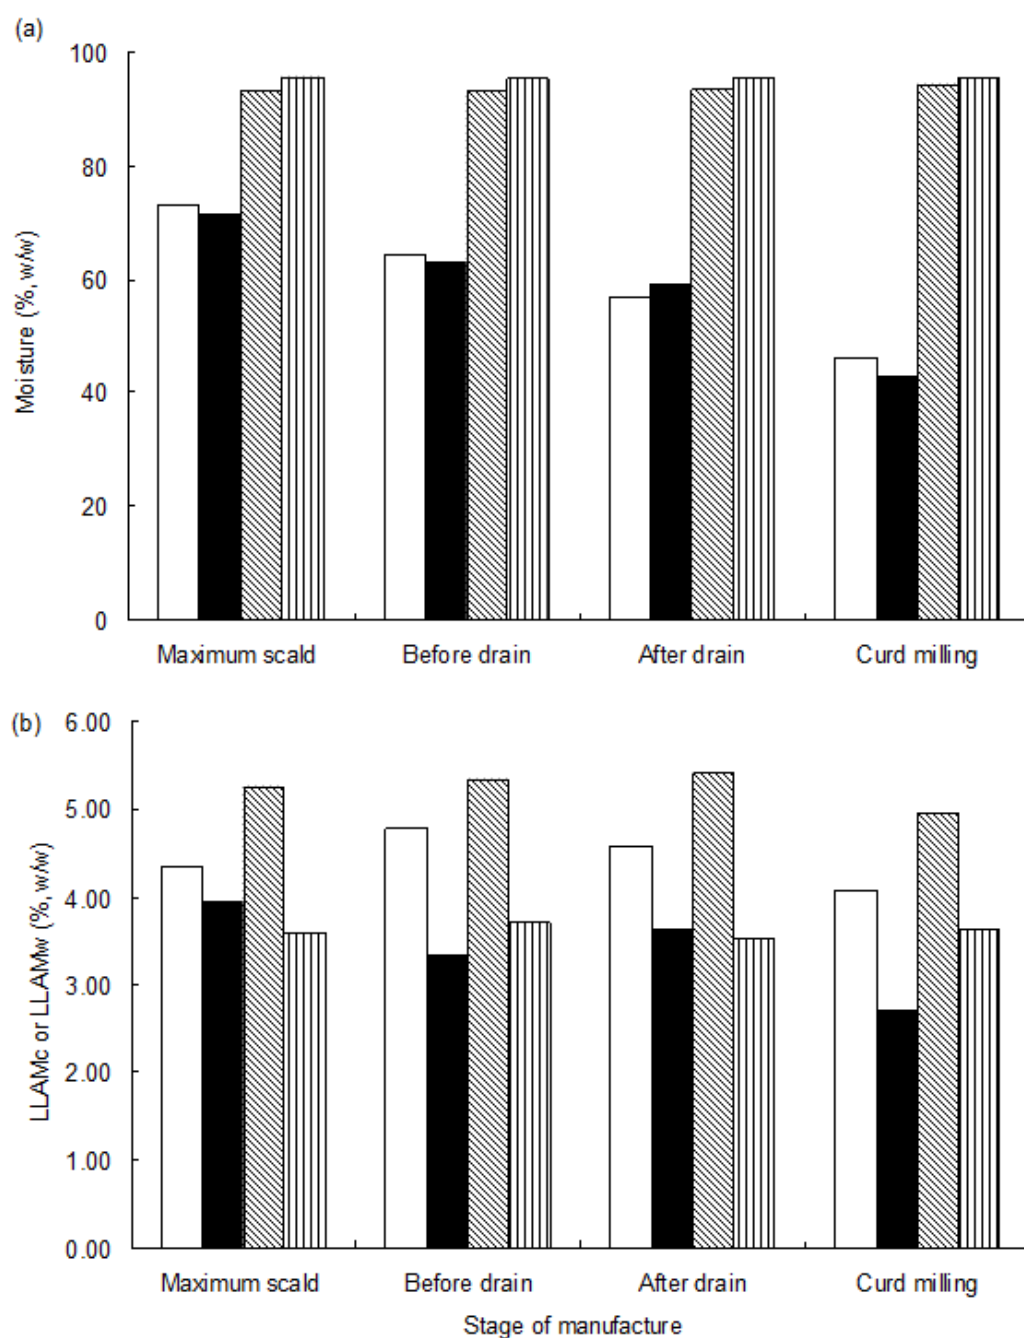 (a)
100
80
60
40
20
0
Moisture (%, w/w)
Maximum scald Before drain After drain Curd milling
(b)
6.00
5.00
4.00
3.00
2.00
1.00
0.00
LLAMc or LLAMw (%, w/w)
Maximum scald Before drain After drain Curd milling
Stage of manufacture